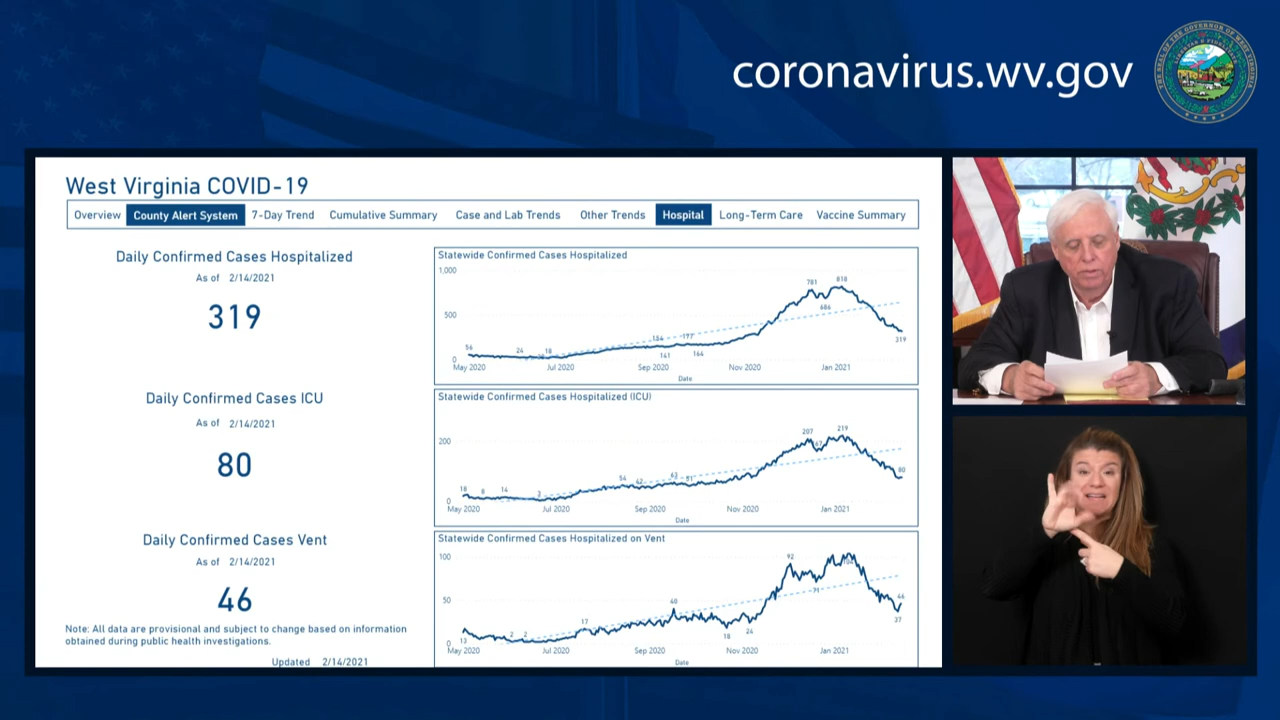 coronavirus.wv.gov
West Virginia COVID-19
Overview County Alert System 7-Day Trend Cumulative Summary Case and Lab Trends Other Trends Hospital Long-Term Care Vaccine Summary
Daily Confirmed Cases Hospitalized
As of 2/14/2021
319
Statewide Confirmed Cases Hospitalized
1,000
500
0
56
24
18
164
141
177
164
781
686
818
319
May 2020 Jul 2020 Sep 2020 Nov 2020 Jan 2021
Date
Daily Confirmed Cases ICU
As of 2/14/2021
80
Statewide Confirmed Cases Hospitalized (ICU)
200
0
18
8
14
3
54
42
63
51
207
219
80
May 2020 Jul 2020 Sep 2020 Nov 2020 Jan 2021
Date
Daily Confirmed Cases Vent
As of 2/14/2021
46
Statewide Confirmed Cases Hospitalized on Vent
100
50
0
13
2
2
17
40
18
24
92
71
104
46
37
May 2020 Jul 2020 Sep 2020 Nov 2020 Jan 2021
Date
Note: All data are provisional and subject to change based on information
obtained during public health investigations.
Updated 2/14/2021